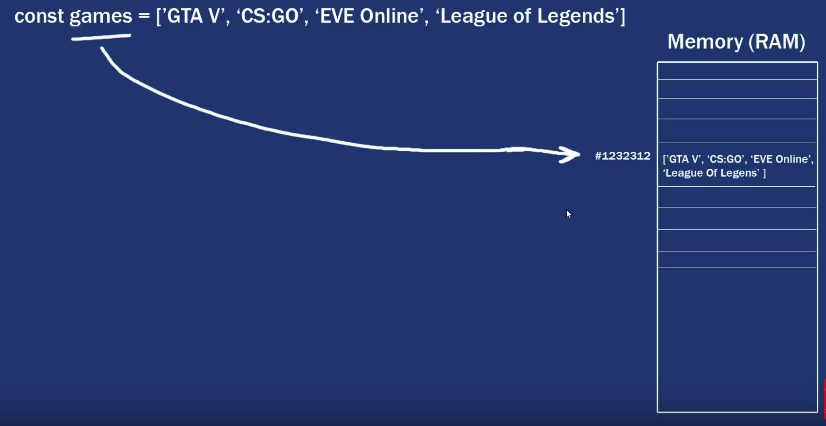 const games = [’GTA V’, ‘CS:GO’, ‘EVE Online’, ‘League of Legends’]
Memory (RAM)
#1232312
[‘GTA V’, ‘CS:GO’, ‘EVE Online’,
‘League Of Legens’ ]